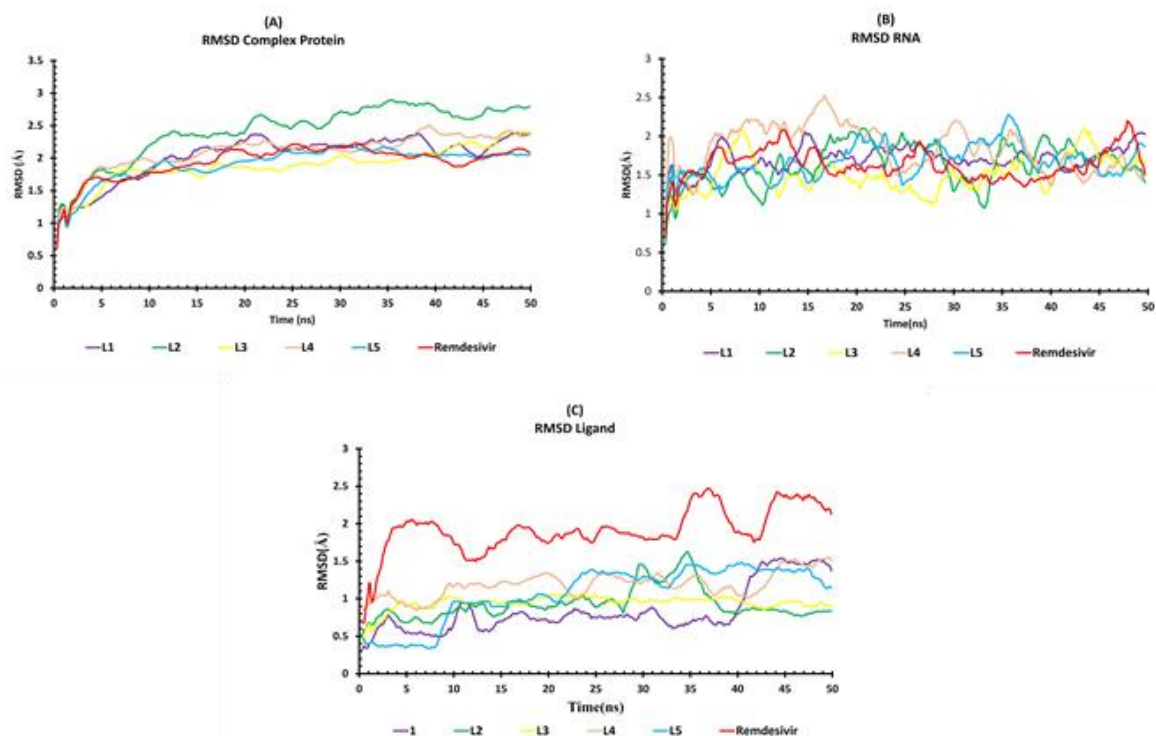 (A)
RMSD Complex Protein
3.5
3
2.5
2
1.5
1
0.5
0
RMSD(Å)
0 5 10 15 20 25 30 35 40 45 50
Time (ns)
L1 L2 L3 L4 L5 Remdesivir
(B)
RMSD RNA
3
2.5
2
1.5
1
0.5
0
RMSD(Å)
0 5 10 15 20 25 30 35 40 45 50
Time(ns)
L1 L2 L3 L4 L5 Remdesivir
(C)
RMSD Ligand
3
2.5
2
1.5
1
0.5
0
RMSD(Å)
0 5 10 15 20 25 30 35 40 45 50
Time(ns)
1 L2 L3 L4 L5 Remdesivir